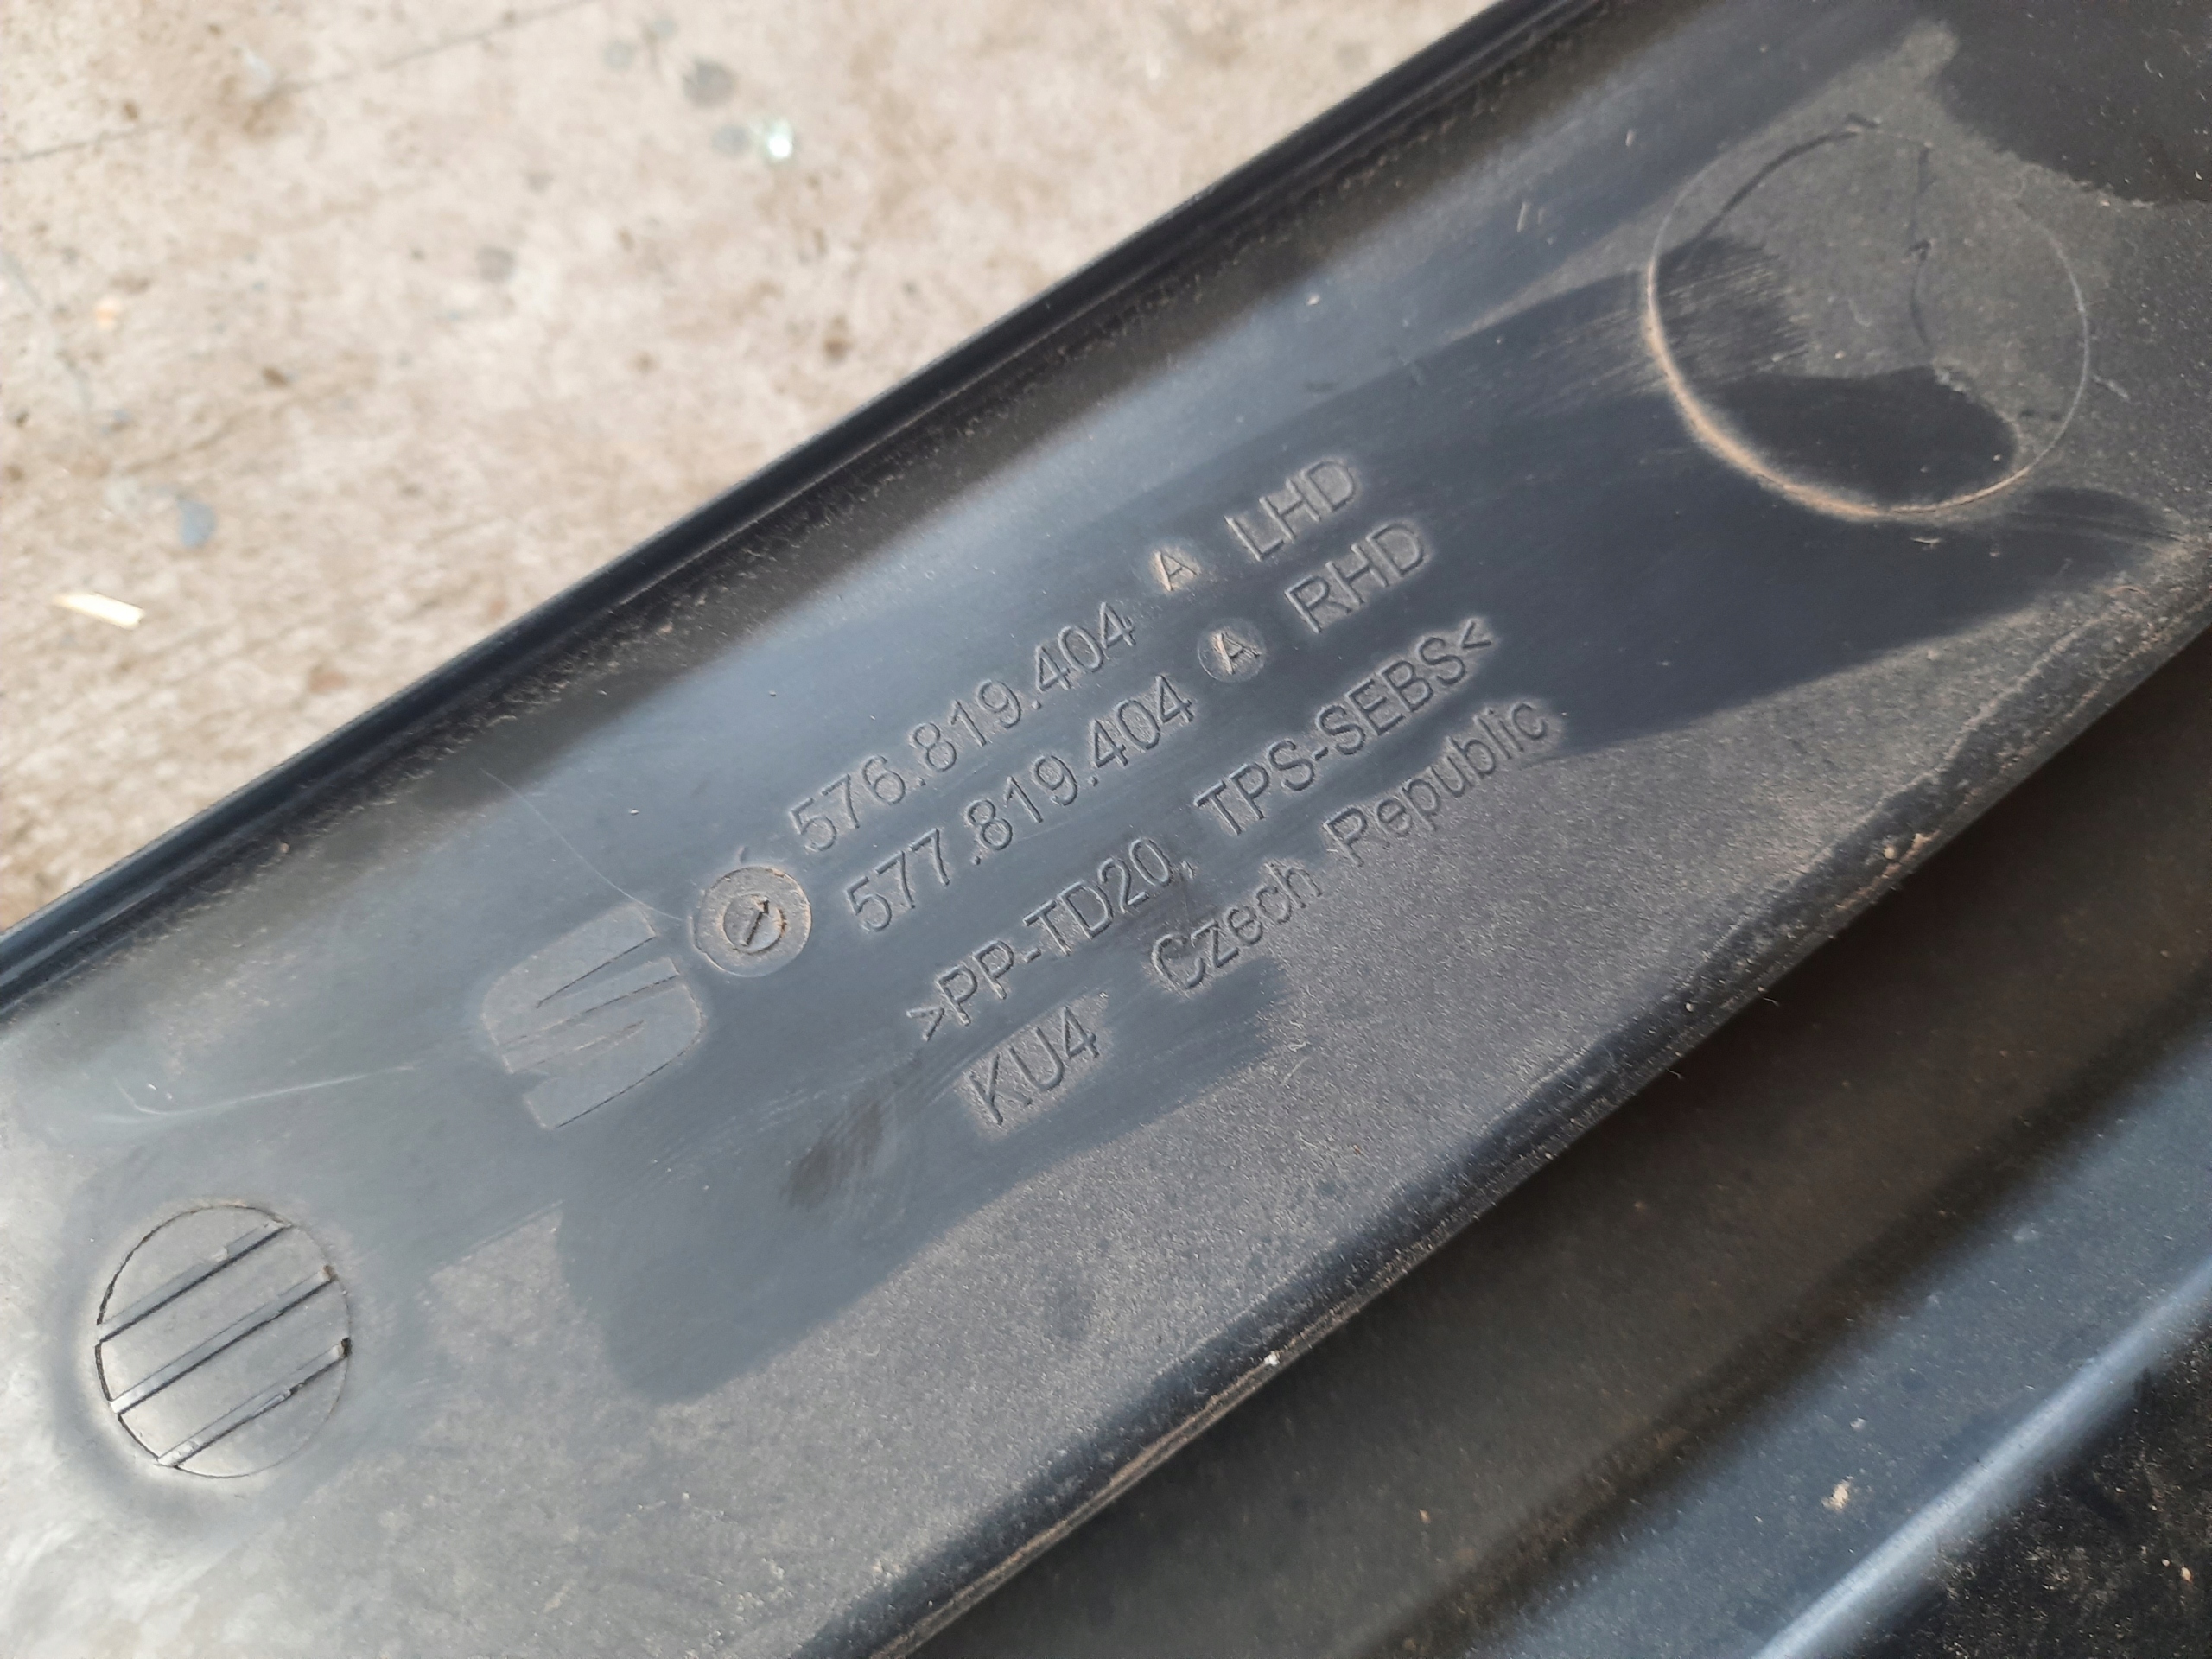 576.819.404 A LHD
577.819.404 A RHD
>PP-TD20, TPS-SEBS<
KU4 Czech Republic